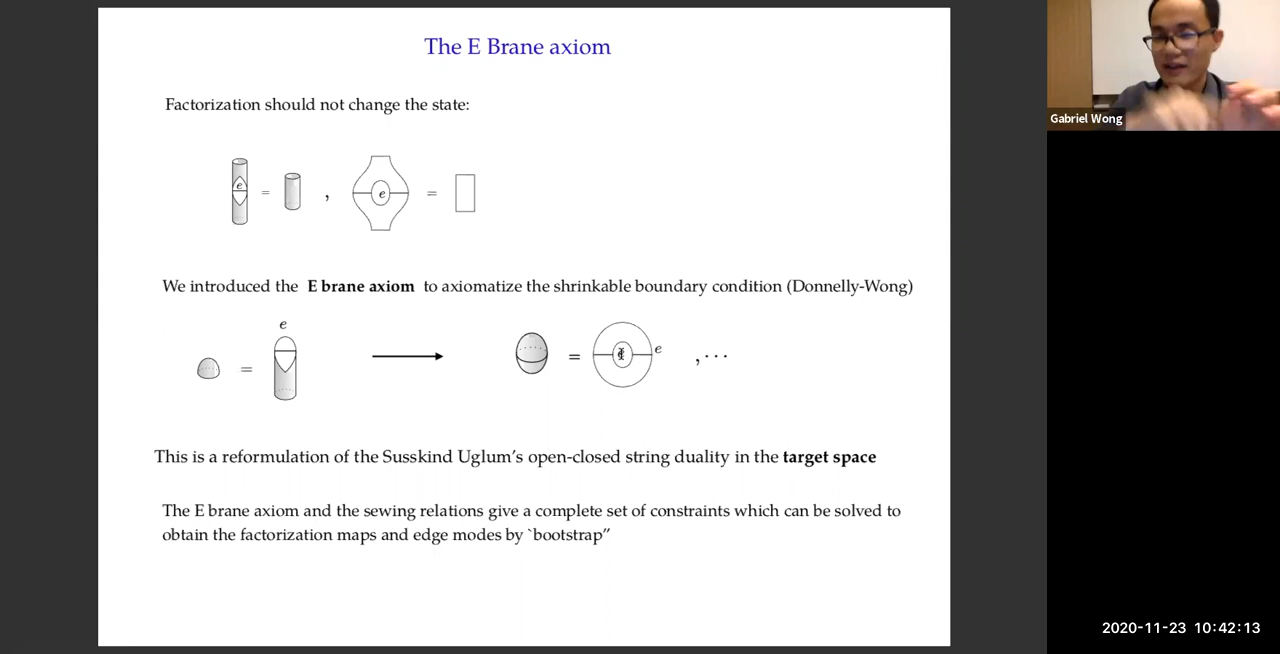 The E Brane axiom
Factorization should not change the state:
e = , e =
We introduced the E brane axiom to axiomatize the shrinkable boundary condition (Donnelly-Wong)
e
= = e , ...
This is a reformulation of the Susskind Uglum's open-closed string duality in the target space
The E brane axiom and the sewing relations give a complete set of constraints which can be solved to
obtain the factorization maps and edge modes by `bootstrap”
Gabriel Wong
2020-11-23 10:42:13